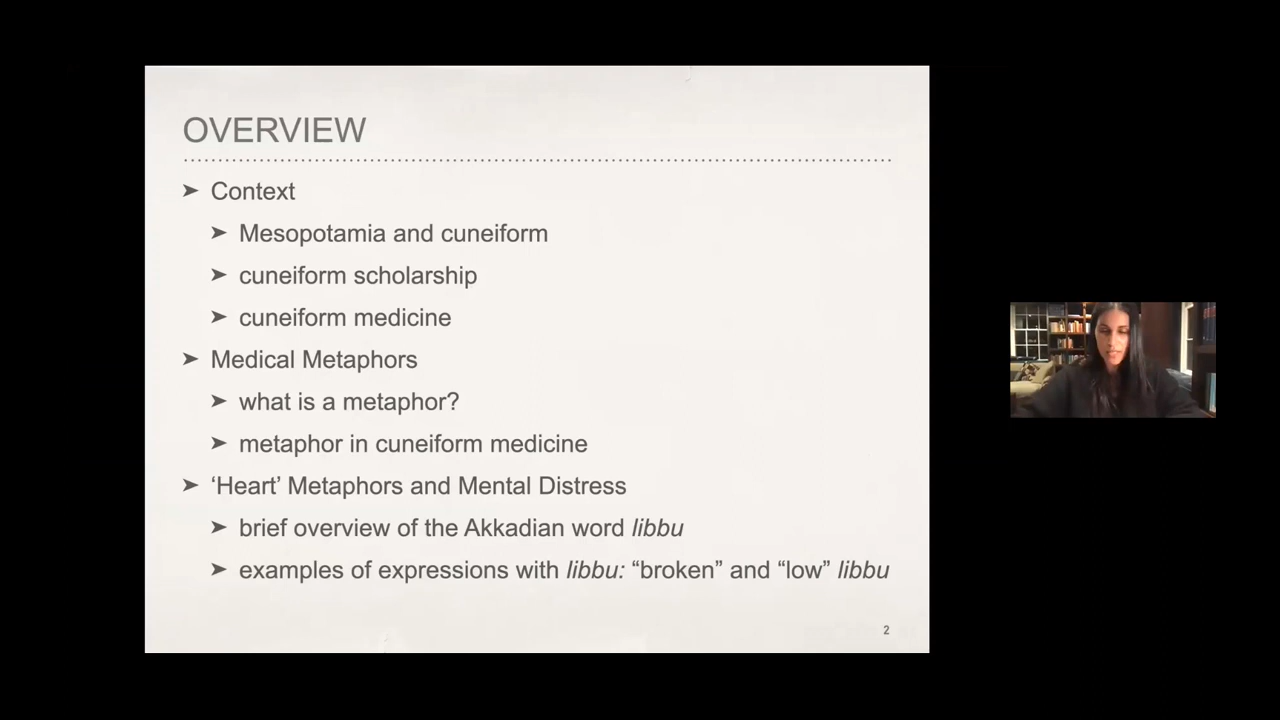 OVERVIEW
➤ Context
➤ Mesopotamia and cuneiform
➤ cuneiform scholarship
➤ cuneiform medicine
➤ Medical Metaphors
➤ what is a metaphor?
➤ metaphor in cuneiform medicine
➤ ‘Heart’ Metaphors and Mental Distress
➤ brief overview of the Akkadian word libbu
➤ examples of expressions with libbu: “broken” and “low” libbu
2